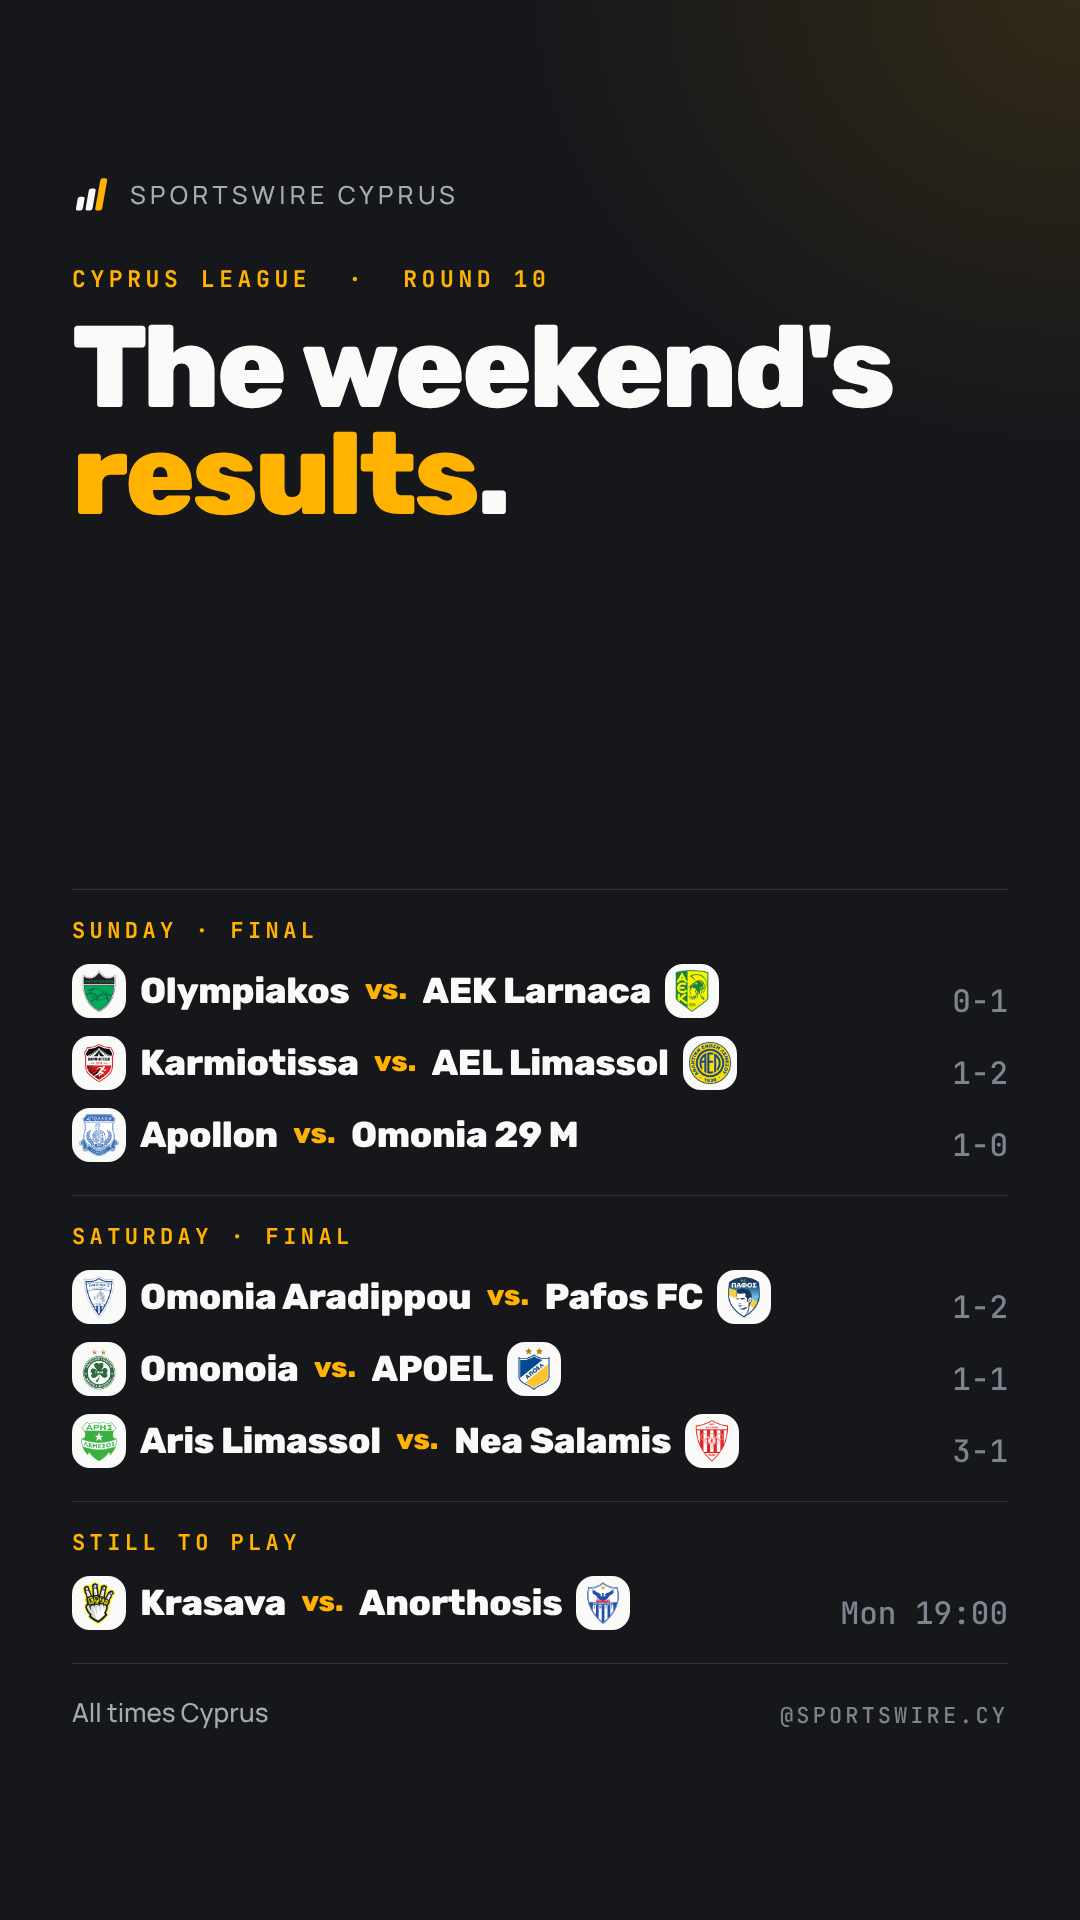 SPORTSWIRE CYPRUS
CYPRUS LEAGUE · ROUND 10
The weekend's
results.
SUNDAY · FINAL
Olympiakos vs. AEK Larnaca 0-1
Karmiotissa vs. AEL Limassol 1-2
Apollon vs. Omonia 29 M 1-0
SATURDAY · FINAL
Omonia Aradippou vs. Pafos FC ΠΑΦΟΣ 1-2
Omonoia vs. APOEL 1-1
ΑΡΗΣ ΛΕΜΕΣΟΣ Aris Limassol vs. Nea Salamis 3-1
STILL TO PLAY
Krasava vs. Anorthosis Mon 19:00
All times Cyprus @SPORTSWIRE.CY